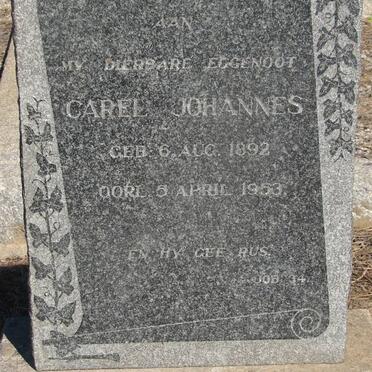 AAN
MY DIERBARE EGGENOOT
CAREL JOHANNES
GEB. 6 AUG. 1892
OORL. 5 APRIL 1953.
EN HY GEE RUS.
JOB 34